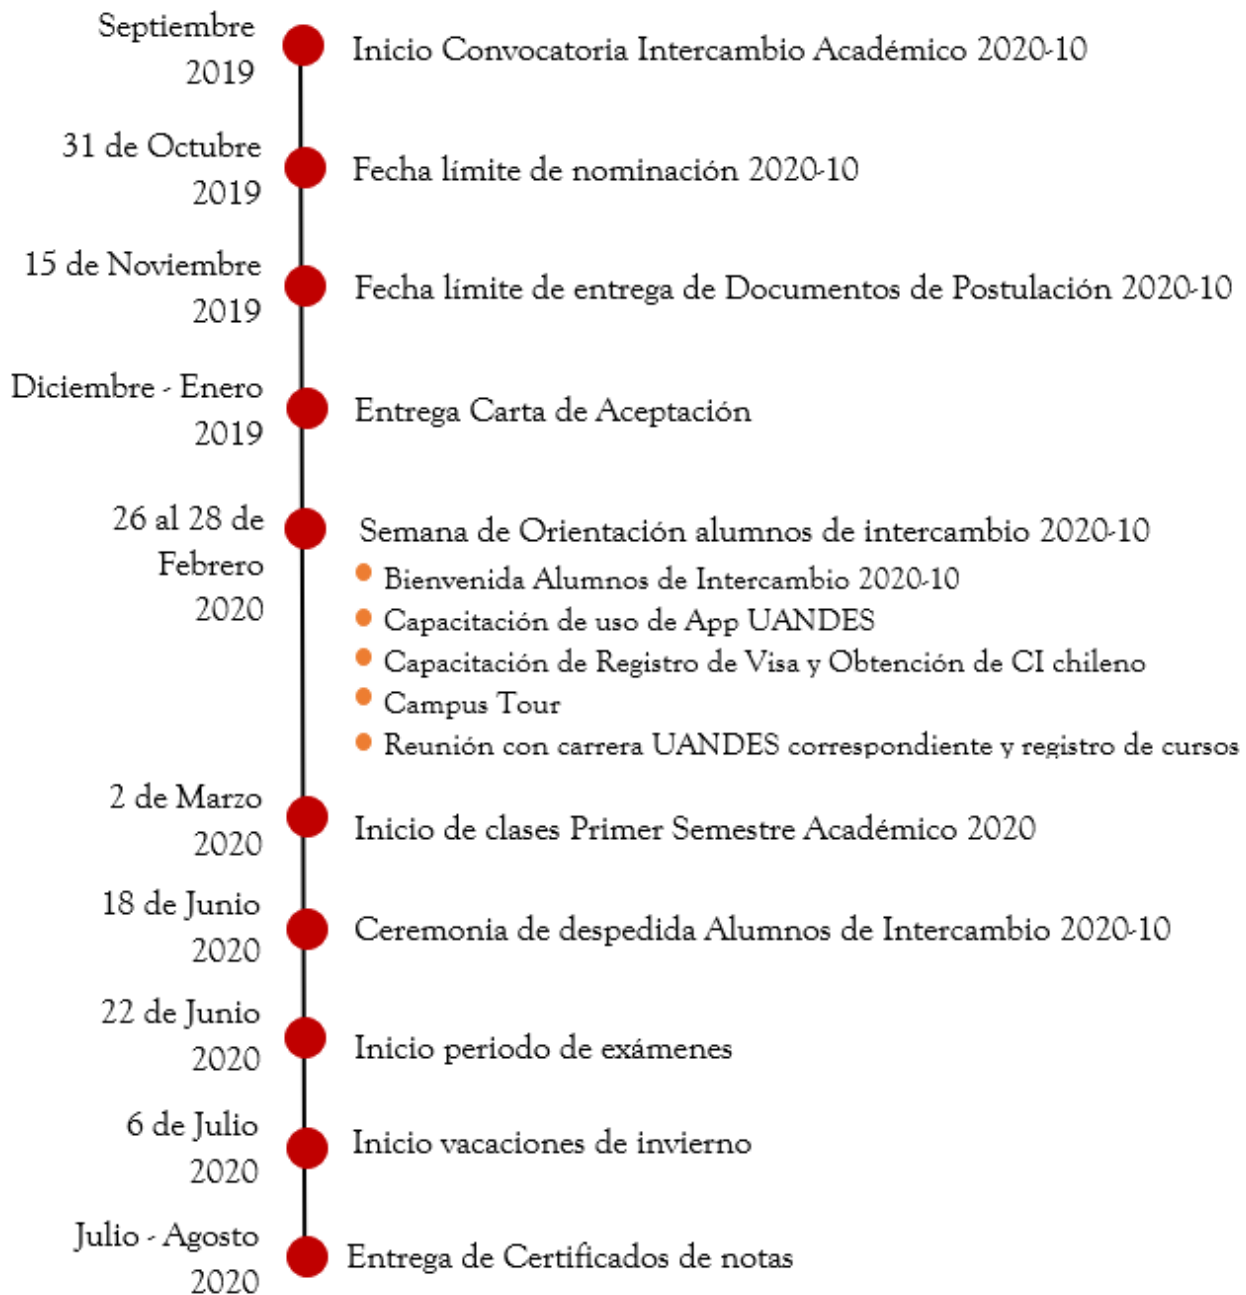 Septiembre
2019
Inicio Convocatoria Intercambio Académico 2020-10
31 de Octubre
2019
Fecha límite de nominación 2020-10
15 de Noviembre
2019
Fecha límite de entrega de Documentos de Postulación 2020-10
Diciembre - Enero
2019
Entrega Carta de Aceptación
26 al 28 de
Febrero
2020
Semana de Orientación alumnos de intercambio 2020-10
Bienvenida Alumnos de Intercambio 2020-10
Capacitación de uso de App UANDES
Capacitación de Registro de Visa y Obtención de CI chileno
Campus Tour
Reunión con carrera UANDES correspondiente y registro de cursos
2 de Marzo
2020
Inicio de clases Primer Semestre Académico 2020
18 de Junio
2020
Ceremonia de despedida Alumnos de Intercambio 2020-10
22 de Junio
2020
Inicio periodo de exámenes
6 de Julio
2020
Inicio vacaciones de invierno
Julio - Agosto
2020
Entrega de Certificados de notas